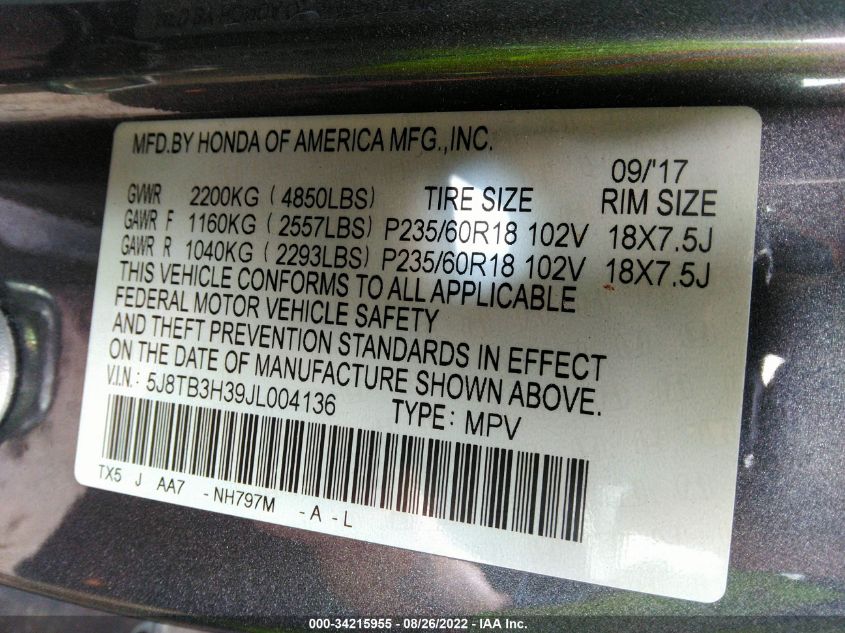 MFD.BY HONDA OF AMERICA MFG.,INC.
09/'17
GVWR 2200KG ( 4850LBS) TIRE SIZE RIM SIZE
GAWR F 1160KG ( 2557LBS) P235/60R18 102V 18X7.5J
GAWR R 1040KG ( 2293LBS) P235/60R18 102V 18X7.5J
THIS VEHICLE CONFORMS TO ALL APPLICABLE
FEDERAL MOTOR VEHICLE SAFETY
AND THEFT PREVENTION STANDARDS IN EFFECT
ON THE DATE OF MANUFACTURE SHOWN ABOVE.
V.I.N.: 5J8TB3H39JL004136 TYPE: MPV
TX5 J AA7 -NH797M -A-L
000-34215955 - 08/26/2022 - IAA Inc.